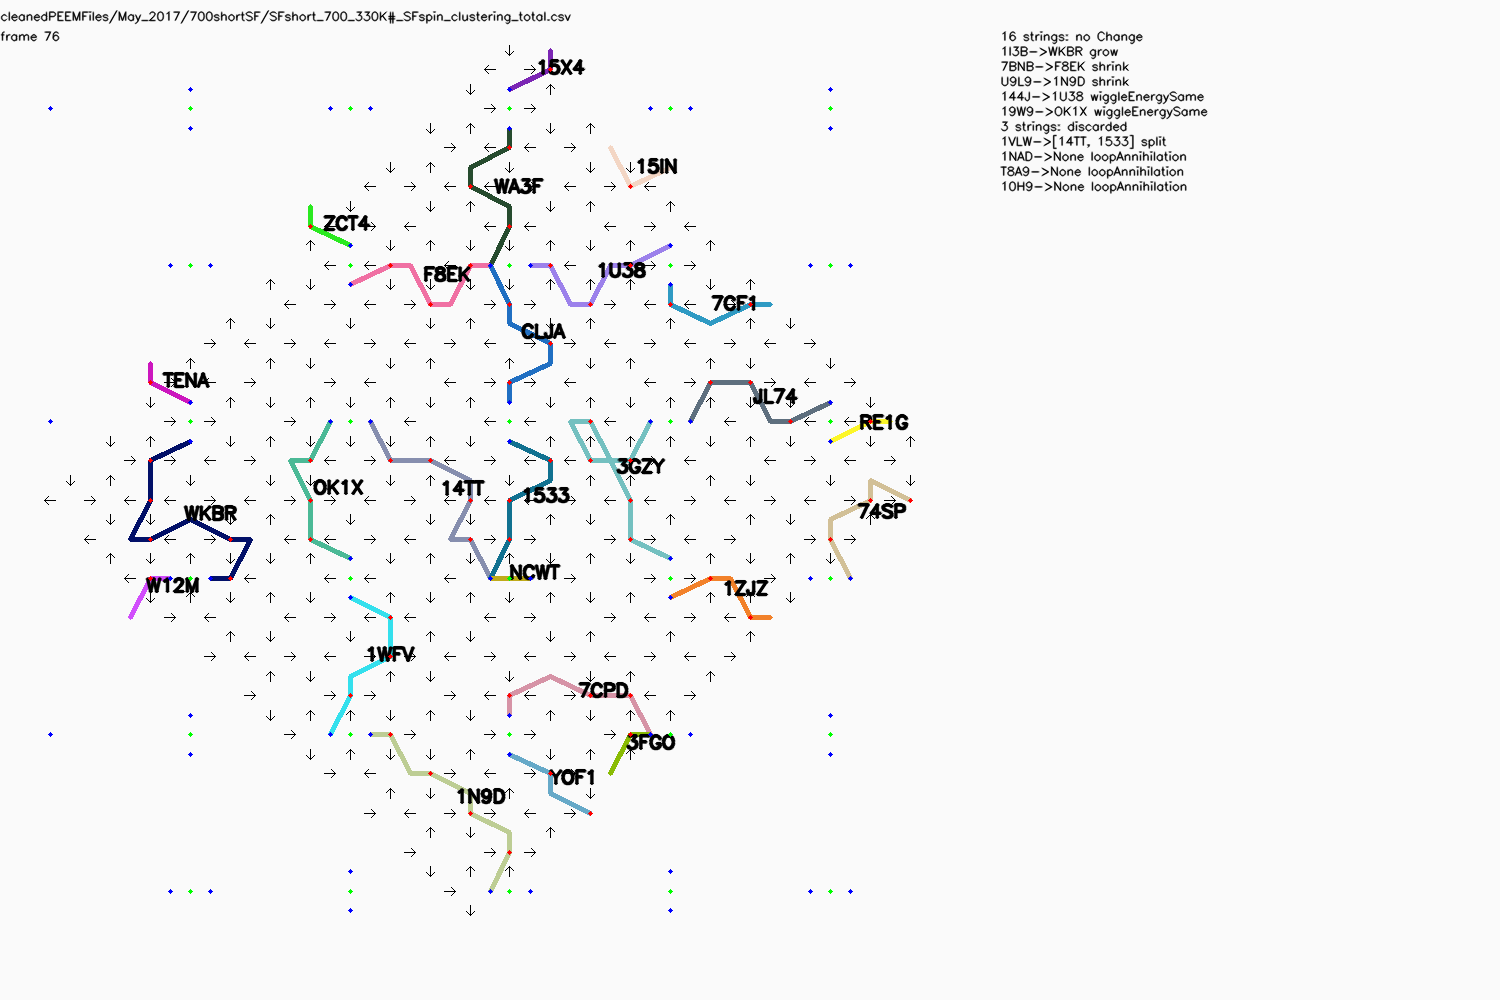 cleanedPEEMFiles/May_2017/700shortSF/SFshort_700_330K#_SFspin_clustering_total.csv
frame 76
16 strings: no Change
1I3B->WKBR grow
7BNB->F8EK shrink
U9L9->1N9D shrink
144J->1U38 wiggleEnergySame
19W9->OK1X wiggleEnergySame
3 strings: discarded
1VLW->[14TT, 1533] split
1NAD->None loopAnnihilation
T8A9->None loopAnnihilation
10H9->None loopAnnihilation
15X4
15IN
WA3F
ZCT4
F8EK
1U38
7CF1
CLJA
TENA
JL74
RE1G
3GZY
OK1X
14TT
1533
WKBR
74SP
NCWT
W12M
1ZJZ
1WFV
7CPD
3FGO
YOF1
1N9D